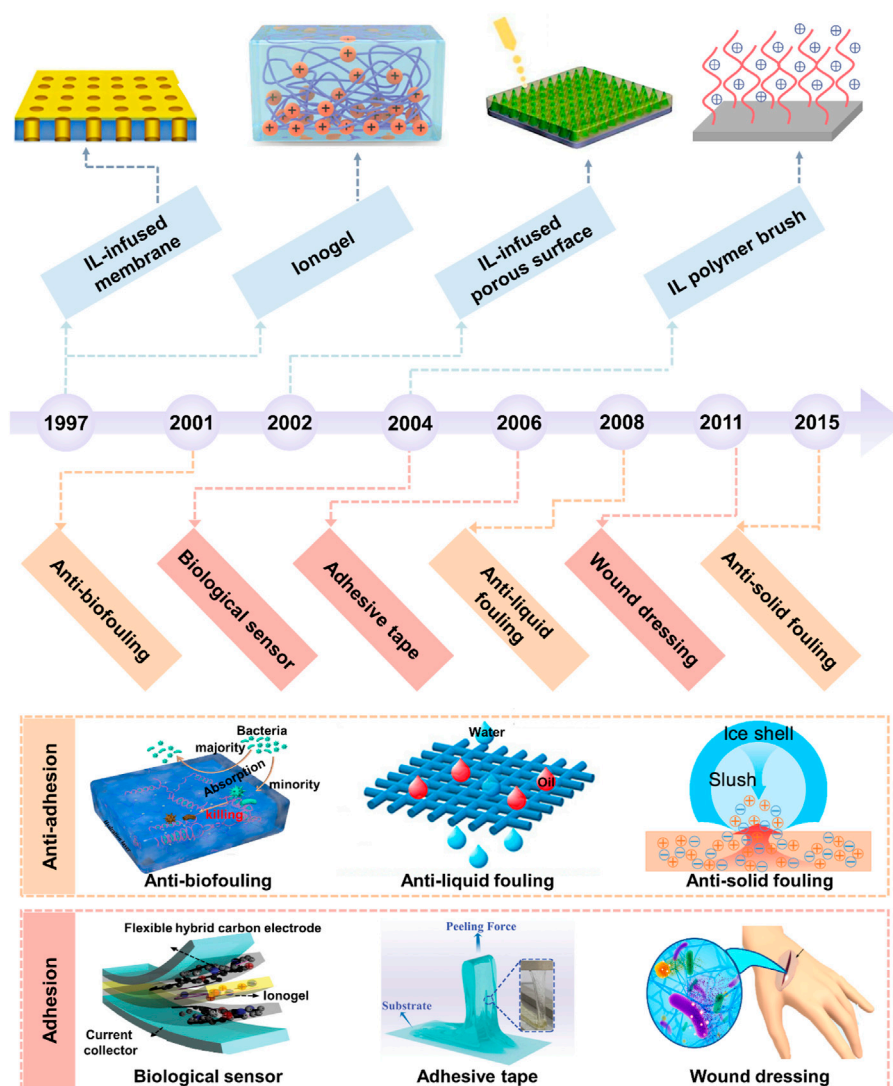 IL-infused
membrane
Ionogel
IL-infused
porous surface
IL polymer brush
1997
2001
2002
2004
2006
2008
2011
2015
Anti-biofouling
Biological sensor
Adhesive tape
Anti-liquid
fouling
Wound dressing
Anti-solid fouling
Anti-adhesion
Bacteria
majority
Absorption
minority
killing
Anti-biofouling
Water
Oil
Anti-liquid fouling
Ice shell
Slush
Anti-solid fouling
Adhesion
Flexible hybrid carbon electrode
Ionogel
Current
collector
Biological sensor
Peeling Force
Substrate
Adhesive tape
Wound dressing